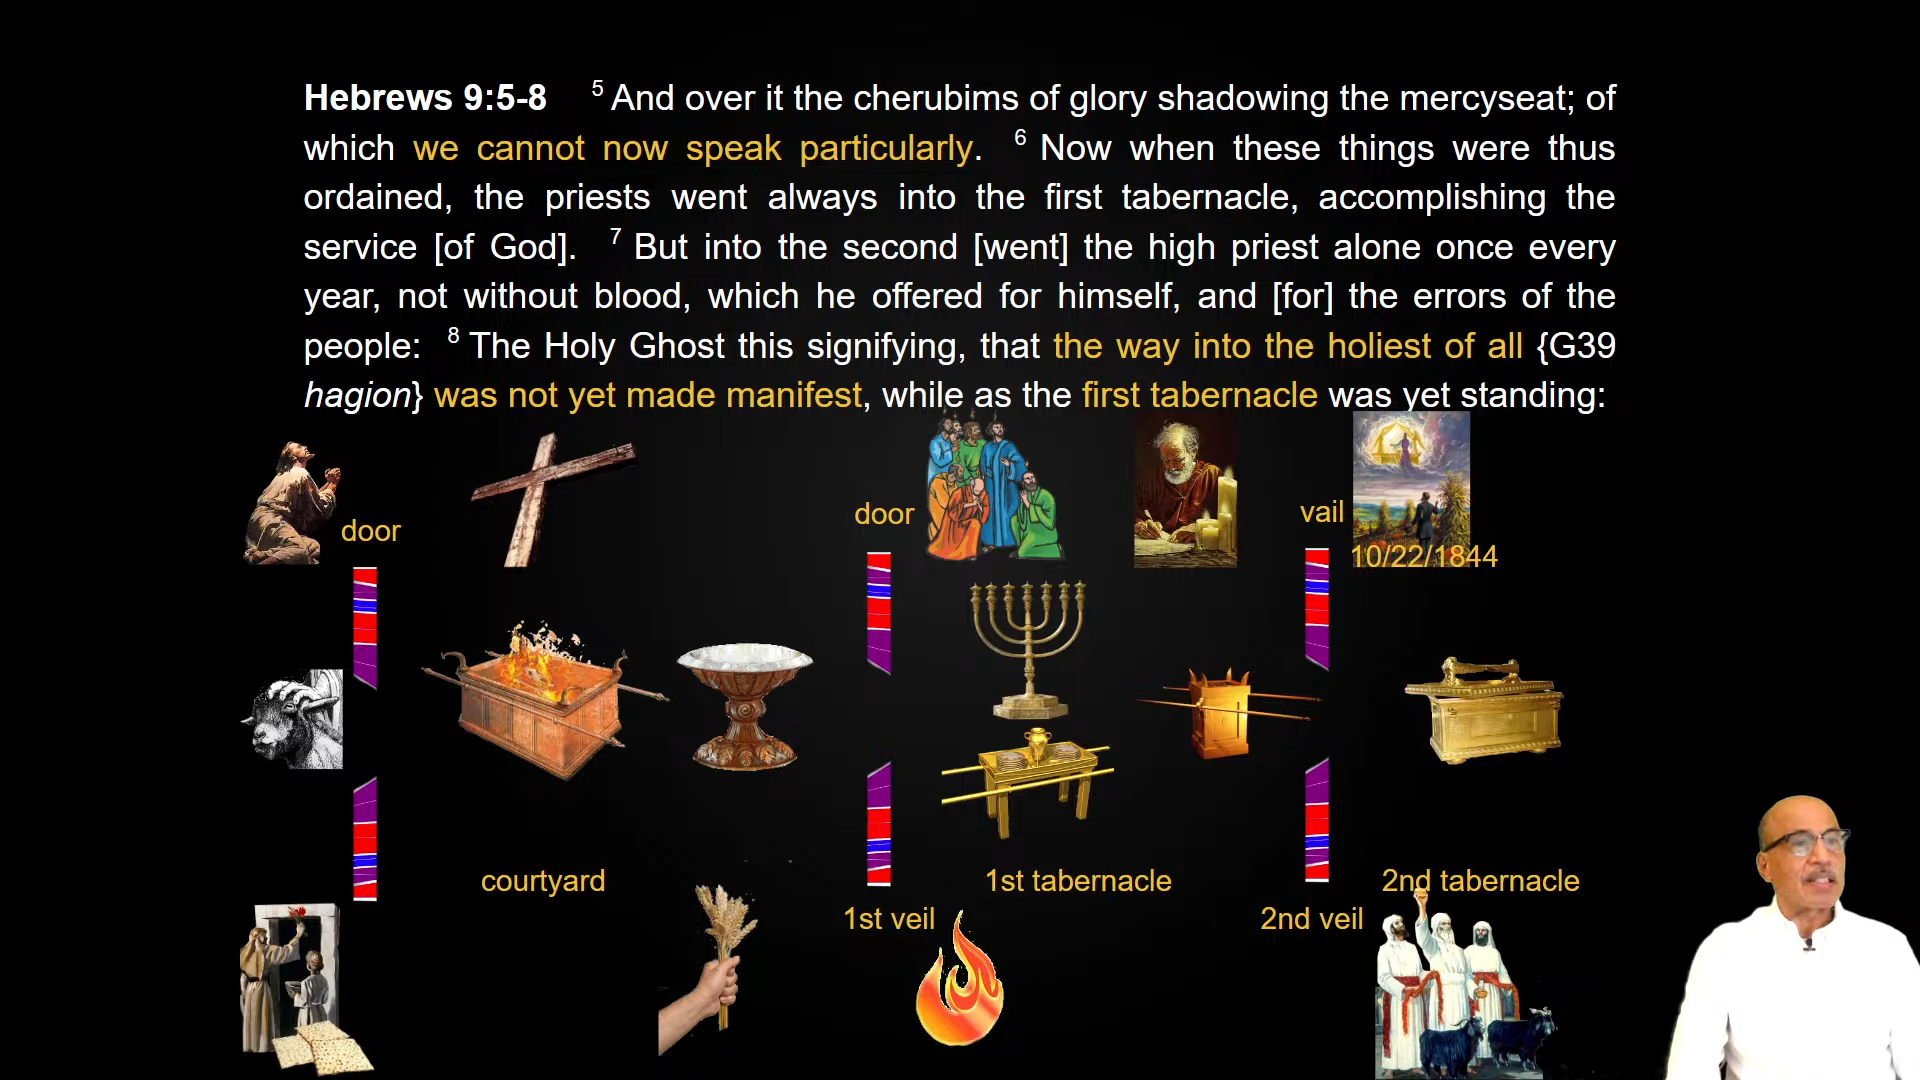 Hebrews 9:5-8 5 And over it the cherubims of glory shadowing the mercyseat; of
which we cannot now speak particularly. 6 Now when these things were thus
ordained, the priests went always into the first tabernacle, accomplishing the
service [of God]. 7 But into the second [went] the high priest alone once every
year, not without blood, which he offered for himself, and [for] the errors of the
people: 8 The Holy Ghost this signifying, that the way into the holiest of all {G39
hagion} was not yet made manifest, while as the first tabernacle was yet standing:
door
door
vail
10/22/1844
courtyard
1st tabernacle
2nd tabernacle
1st veil
2nd veil